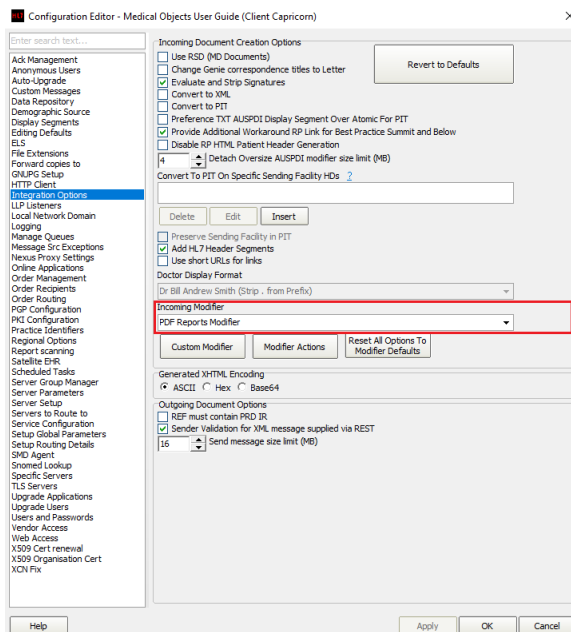 Configuration Editor - Medical Objects User Guide (Client Capricorn)
Enter search text...
Ack Management
Anonymous Users
Auto-Upgrade
Custom Messages
Data Repository
Demographic Source
Display Segments
Editing Defaults
ELS
File Extensions
Forward copies to
GNUPG Setup
HTTP Client
Integration Options
LLP Listeners
Local Network Domain
Logging
Manage Queues
Message Src Exceptions
Nexus Proxy Settings
Online Applications
Order Management
Order Recipients
Order Routing
PGP Configuration
PKI Configuration
Practice Identifiers
Regional Options
Report scanning
Satellite EHR
Scheduled Tasks
Server Group Manager
Server Parameters
Server Setup
Servers to Route to
Service Configuration
Setup Global Parameters
Setup Routing Details
SMD Agent
Snomed Lookup
Specific Servers
TLS Servers
Upgrade Applications
Upgrade Users
Users and Passwords
Vendor Access
Web Access
X509 Cert renewal
X509 Organisation Cert
XCN Fix
Incoming Document Creation Options
Use RSD (MD Documents)
Revert to Defaults
Change Genie correspondence titles to Letter
Evaluate and Strip Signatures
Convert to XML
Convert to PIT
Preference TXT AUSPDI Display Segment Over Atomic For PIT
Provide Additional Workaround RP Link for Best Practice Summit and Below
Disable RP HTML Patient Header Generation
4 Detach Oversize AUSPDI modifier size limit (MB)
Convert To PIT On Specific Sending Facility HDs ?
Delete Edit Insert
Preserve Sending Facility in PIT
Add HL7 Header Segments
Use short URLs for links
Doctor Display Format
Dr Bill Andrew Smith (Strip . from Prefix)
Incoming Modifier
PDF Reports Modifier
Custom Modifier Modifier Actions Reset All Options To
Modifier Defaults
Generated XHTML Encoding
ASCII Hex Base64
Outgoing Document Options
REF must contain PRD IR
Sender Validation for XML message supplied via REST
16 Send message size limit (MB)
Help Apply OK Cancel